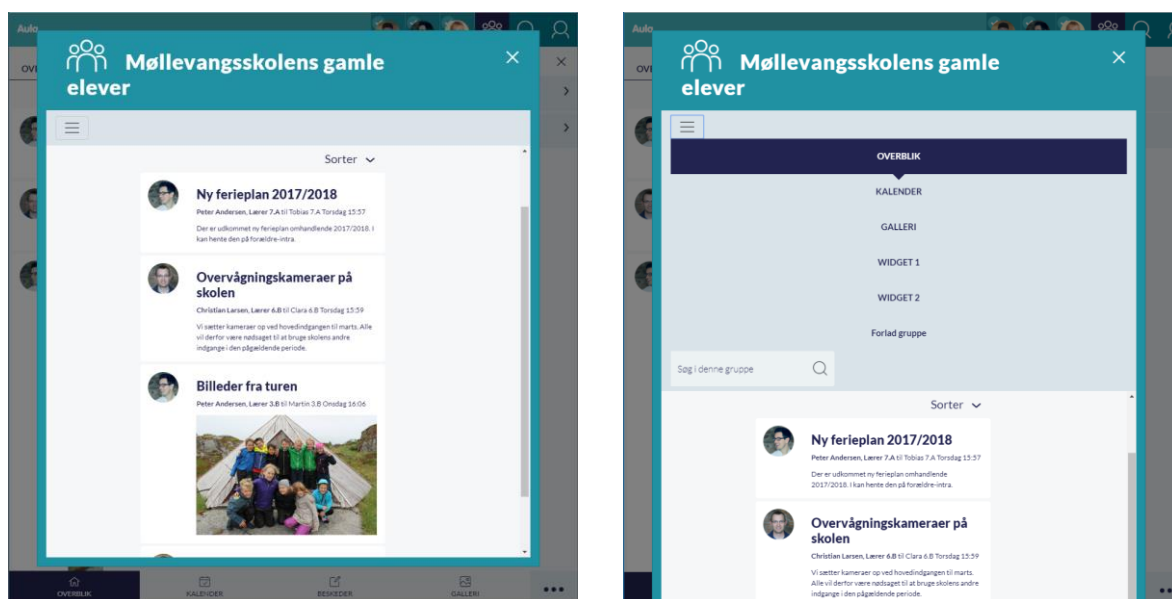 Aula
Møllevangsskolens gamle
elever
OVE
Sorter
Ny ferieplan 2017/2018
Peter Andersen, Lærer 7.A til Tobias 7.A Torsdag 15:57
Der er udkommet ny ferieplan omhandlende 2017/2018. I
kan hente den på forældre-intra.
Overvågningskameraer på
skolen
Christian Larsen, Lærer 6.B til Clara 6.B Torsdag 15:59
Vi sætter kameraer op ved hovedindgangen til marts. Alle
vil derfor være nødsaget til at bruge skolens andre
indgange i den pågældende periode.
Billeder fra turen
Peter Andersen, Lærer 3.B til Martin 3.B Onsdag 16:06
OVERBLIK
KALENDER
BESKEDER
GALLERI
Aula
Møllevangsskolens gamle
elever
OVE
OVERBLIK
KALENDER
GALLERI
WIDGET 1
WIDGET 2
Forlad gruppe
Søg i denne gruppe
Sorter
Ny ferieplan 2017/2018
Peter Andersen, Lærer 7.A til Tobias 7.A Torsdag 15:57
Der er udkommet ny ferieplan omhandlende
2017/2018. I kan hente den på forældre-intra.
Overvågningskameraer på
skolen
Christian Larsen, Lærer 6.B til Clara 6.B Torsdag 15:59
Vi sætter kameraer op ved hovedindgangen til marts.
Alle vil derfor være nødsaget til at bruge skolens andre
indgange i den pågældende periode.